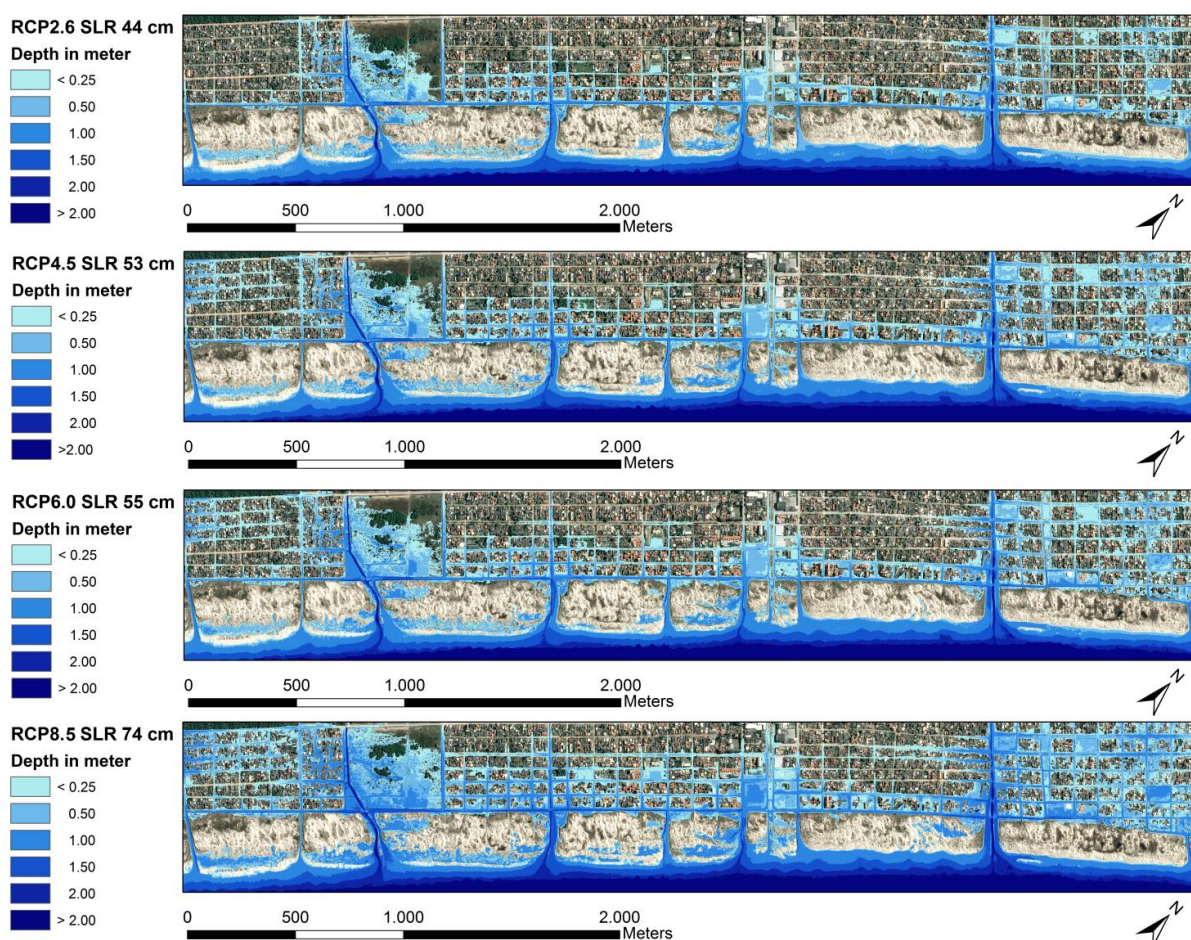 RCP2.6 SLR 44 cm
Depth in meter
< 0.25
0.50
1.00
1.50
2.00
> 2.00
0 500 1.000 2.000
Meters
N
RCP4.5 SLR 53 cm
Depth in meter
< 0.25
0.50
1.00
1.50
2.00
>2.00
0 500 1.000 2.000
Meters
N
RCP6.0 SLR 55 cm
Depth in meter
< 0.25
0.50
1.00
1.50
2.00
> 2.00
0 500 1.000 2.000
Meters
N
RCP8.5 SLR 74 cm
Depth in meter
< 0.25
0.50
1.00
1.50
2.00
> 2.00
0 500 1.000 2.000
Meters
N